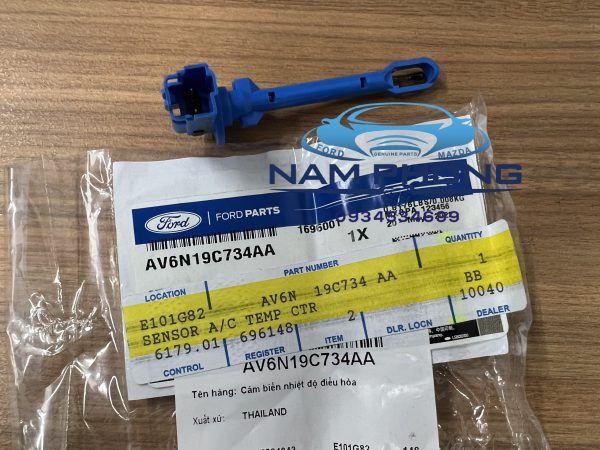 FORD
GENUINE PARTS
MAZDA
NAM PHONG
0934534699
Ford
FORD PARTS
1695001
1X
AV6N19C734AA
LOCATION
PART NUMBER
QUANTITY
E101G82 AV6N 19C734 AA 1
SENSOR A/C TEMP CTR BB
6179.01 696148 2 10040
CONTROL REGISTER ITEM DLR. LOCN DEALER
AV6N19C734AA
Tên hàng: Cảm biến nhiệt độ điều hòa
Xuất xứ: THAILAND
E101G82